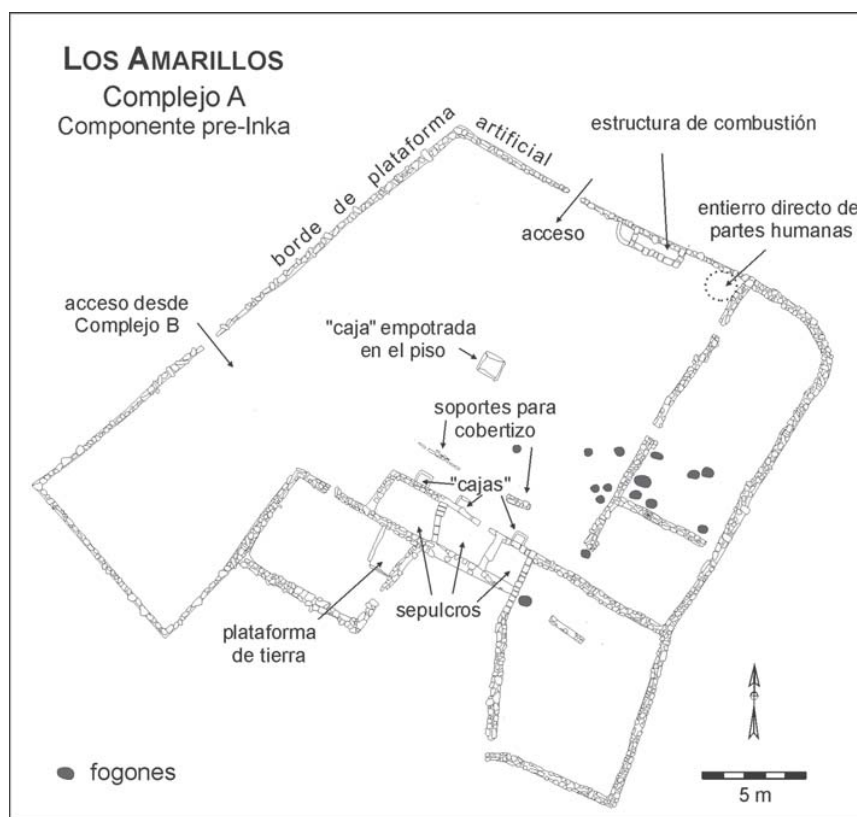 LOS AMARILLOS
Complejo A
Componente pre-Inka
borde de plataforma artificial
estructura de combustión
acceso
entierro directo de
partes humanas
acceso desde
Complejo B
"caja" empotrada
en el piso
soportes para
cobertizo
"cajas"
sepulcros
plataforma
de tierra
fogones
5 m